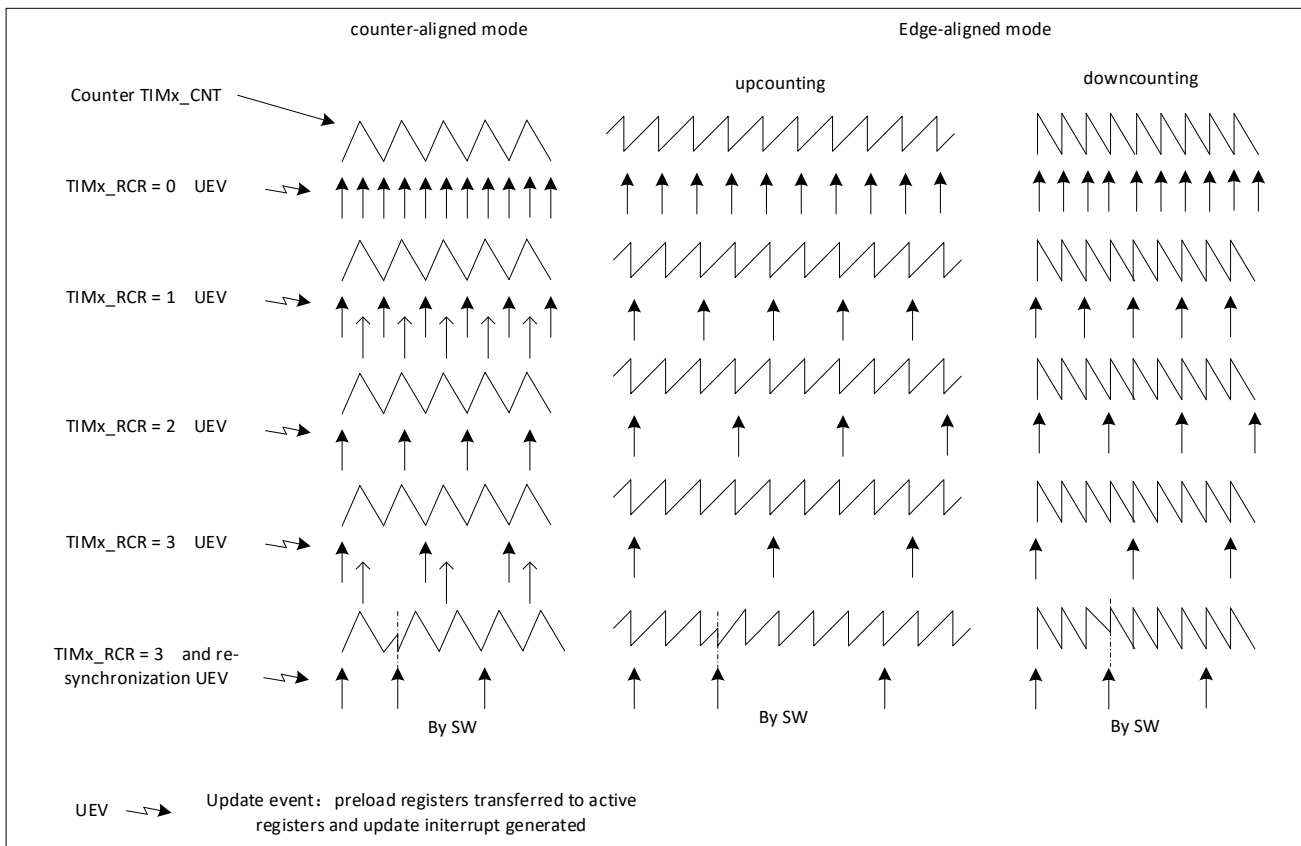 counter-aligned mode
Edge-aligned mode
upcounting
downcounting
Counter TIMx_CNT
TIMx_RCR = 0 UEV
TIMx_RCR = 1 UEV
TIMx_RCR = 2 UEV
TIMx_RCR = 3 UEV
TIMx_RCR = 3 and re-
synchronization UEV
By SW
By SW
By SW
UEV
Update event：preload registers transferred to active
registers and update initerrupt generated